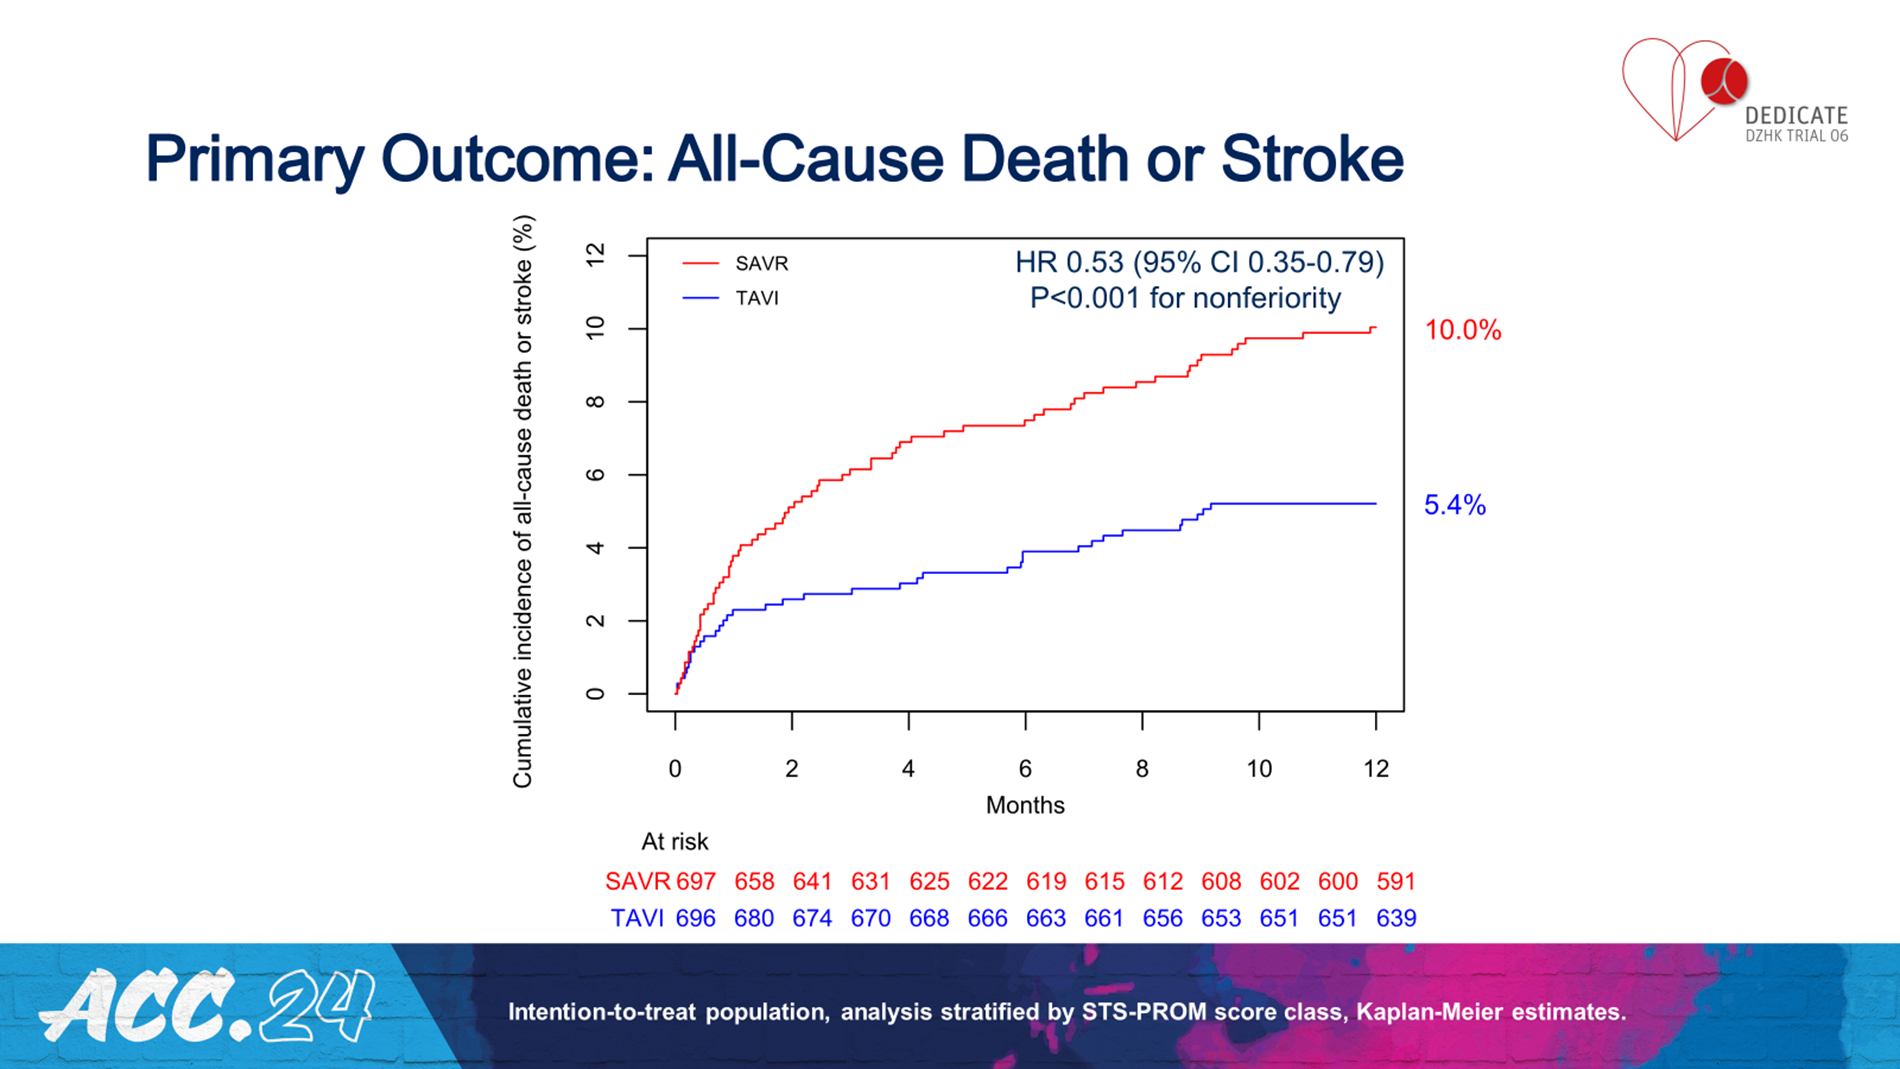 DEDICATE
DZHK TRIAL 06
Primary Outcome: All-Cause Death or Stroke
Cumulative incidence of all-cause death or stroke (%)
12
10
8
6
4
2
0
SAVR
TAVI
HR 0.53 (95% CI 0.35-0.79)
P<0.001 for nonferiority
10.0%
5.4%
0 2 4 6 8 10 12
Months
At risk
SAVR 697 658 641 631 625 622 619 615 612 608 602 600 591
TAVI 696 680 674 670 668 666 663 661 656 653 651 651 639
ACC.24
Intention-to-treat population, analysis stratified by STS-PROM score class, Kaplan-Meier estimates.